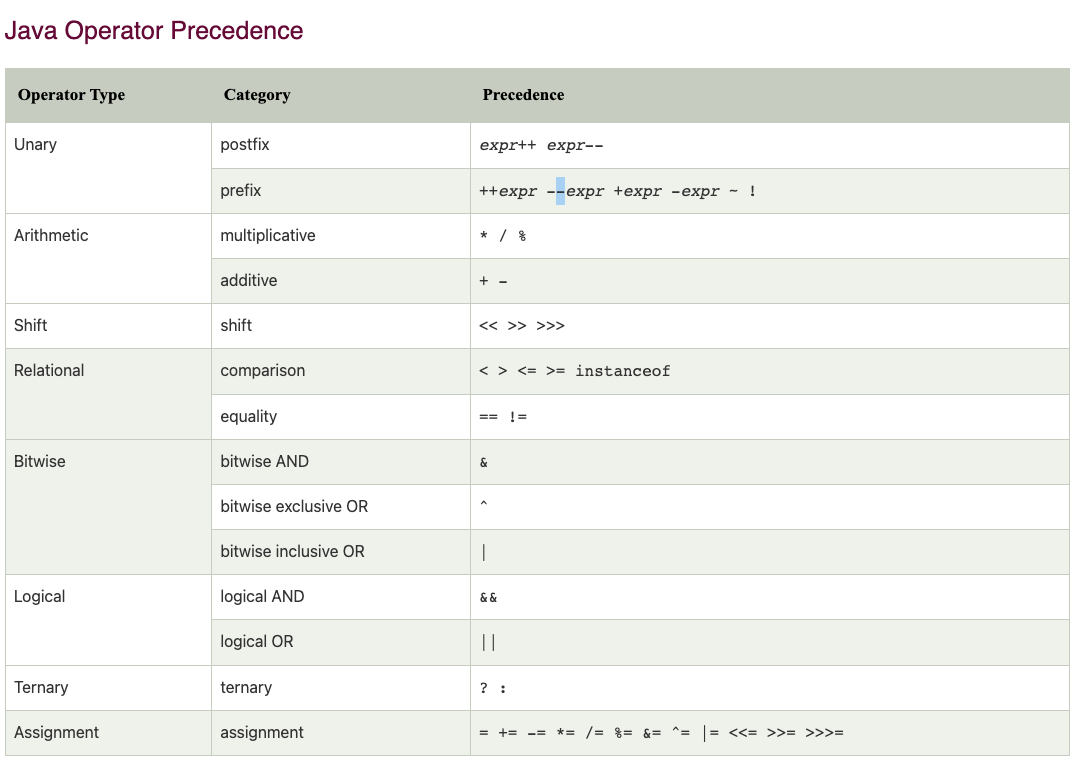 Java Operator Precedence
Operator Type Category Precedence
Unary postfix expr++ expr--
prefix ++expr --expr +expr -expr ~ !
Arithmetic multiplicative * / %
additive + -
Shift shift << >> >>>
Relational comparison < > <= >= instanceof
equality == !=
Bitwise bitwise AND &
bitwise exclusive OR ^
bitwise inclusive OR |
Logical logical AND &&
logical OR ||
Ternary ternary ? :
Assignment assignment = += -= *= /= %= &= ^= |= <<= >>= >>>=